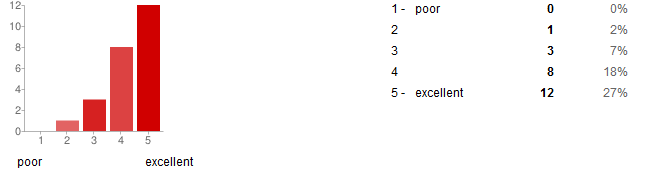 12
10
8
6
4
2
0
1 2 3 4 5
poor excellent
1 - poor 0 0%
2 1 2%
3 3 7%
4 8 18%
5 - excellent 12 27%